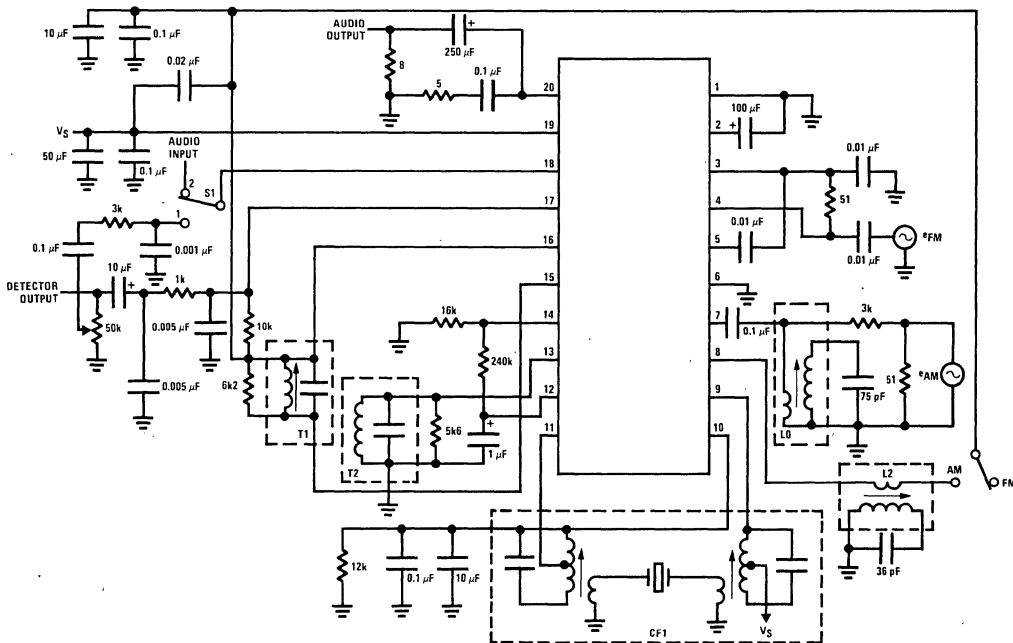 10 µF
0.1 µF
0.02 µF
VS
50 µF
0.1 µF
AUDIO
INPUT
2
S1
1
3k
0.1 µF
0.001 µF
10 µF
+
1k
DETECTOR
OUTPUT
50k
0.005 µF
0.005 µF
10k
6k2
T1
AUDIO
OUTPUT
+
250 µF
8
5
0.1 µF
20
19
18
17
16
15
14
13
12
11
16k
240k
+
1 µF
5k6
T2
1
2
3
4
5
6
7
8
9
10
100 µF
+
0.01 µF
51
0.01 µF
0.01 µF
eFM
0.1 µF
3k
51
eAM
75 pF
L0
L2
AM
FM
36 pF
12k
0.1 µF
10 µF
CF1
VS